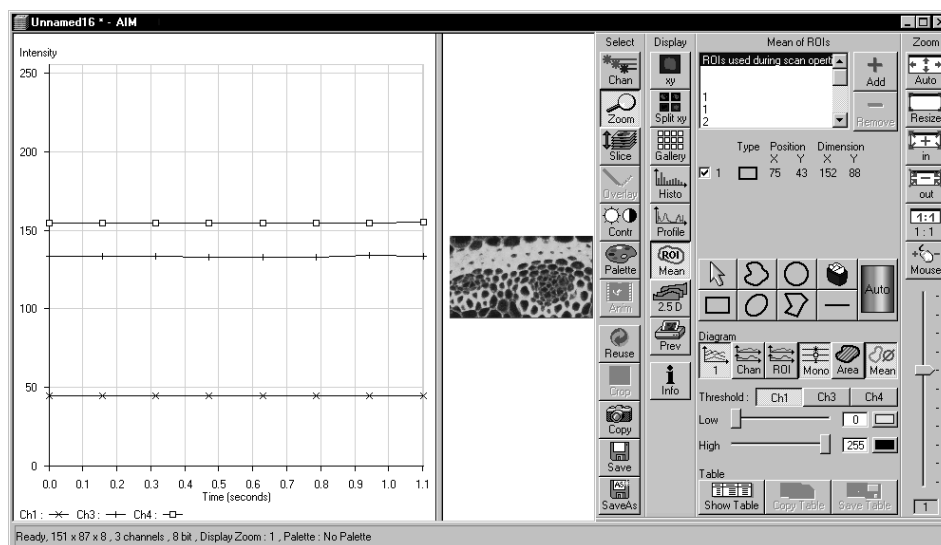 Unnamed16 * - AIM
Intensity
250
200
150
100
50
0
0.0 0.1 0.2 0.3 0.4 0.5 0.6 0.7 0.8 0.9 1.0 1.1
Time (seconds)
Ch1 : Ch3 : Ch4 :
Select
Chan
Zoom
Slice
Overlay
Contr
Palette
Anim
Reuse
Crop
Copy
Save
AS
SaveAs
Display
xy
Split xy
Gallery
Histo
Profile
ROI
Mean
2.5 D
Prev
Info
Mean of ROIs
ROIs used during scan opert
1
1
2
Add
Remove
Type Position Dimension
X Y X Y
1 75 43 152 88
Auto
Diagram
1 Chan ROI Mono Area Mean
Threshold : Ch1 Ch3 Ch4
Low 0
High 255
Table
Show Table Copy Table Save Table
Zoom
Auto
Resize
in
out
1:1
1 : 1
Mouse
1
Ready, 151 x 87 x 8 , 3 channels , 8 bit , Display Zoom : 1 , Palette : No Palette